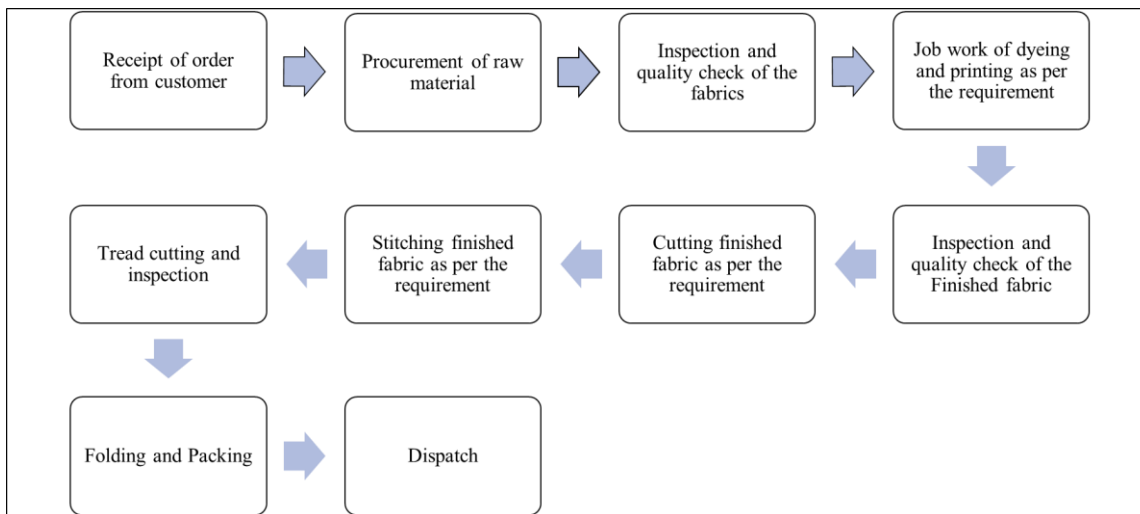 Receipt of order
from customer
Procurement of raw
material
Inspection and
quality check of the
fabrics
Job work of dyeing
and printing as per
the requirement
Inspection and
quality check of the
Finished fabric
Cutting finished
fabric as per the
requirement
Stitching finished
fabric as per the
requirement
Tread cutting and
inspection
Folding and Packing
Dispatch